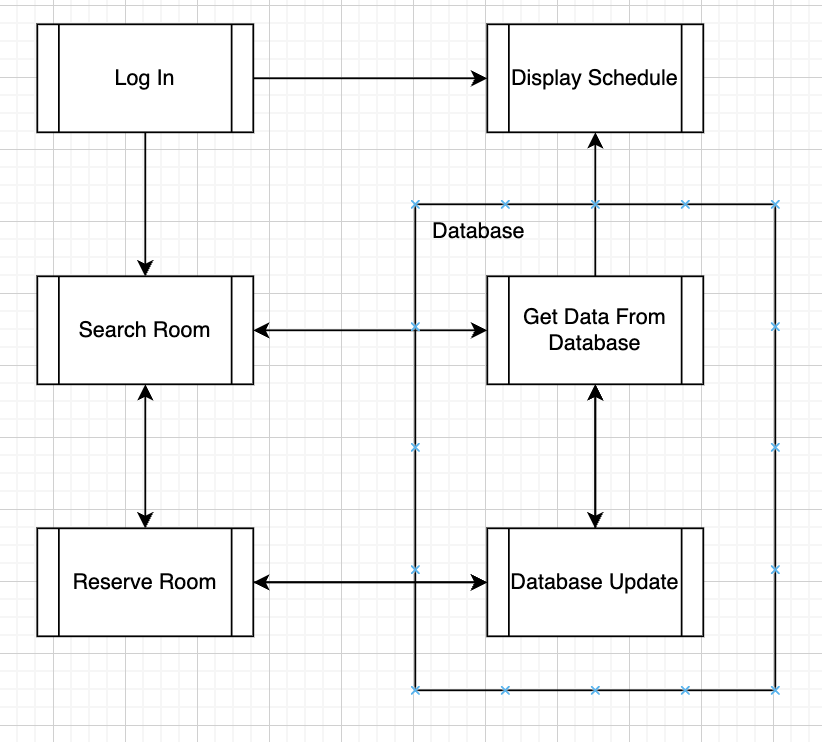 Log In
Display Schedule
Database
Search Room
Get Data From
Database
Reserve Room
Database Update